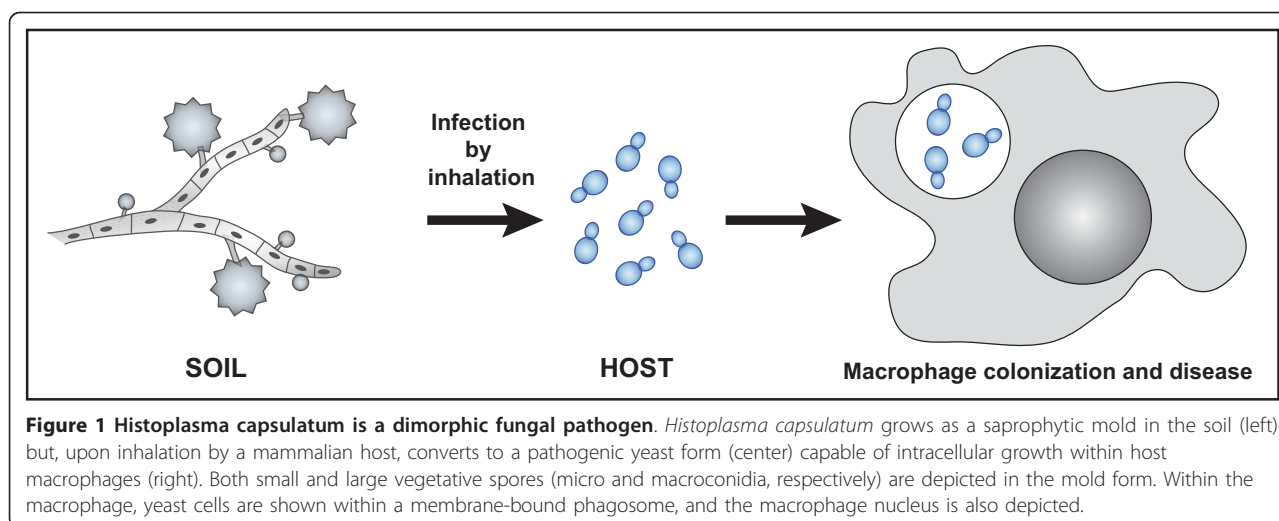 Infection
by
inhalation
SOIL
HOST
Macrophage colonization and disease
Figure 1 Histoplasma capsulatum is a dimorphic fungal pathogen. Histoplasma capsulatum grows as a saprophytic mold in the soil (left)
but, upon inhalation by a mammalian host, converts to a pathogenic yeast form (center) capable of intracellular growth within host
macrophages (right). Both small and large vegetative spores (micro and macroconidia, respectively) are depicted in the mold form. Within the
macrophage, yeast cells are shown within a membrane-bound phagosome, and the macrophage nucleus is also depicted.